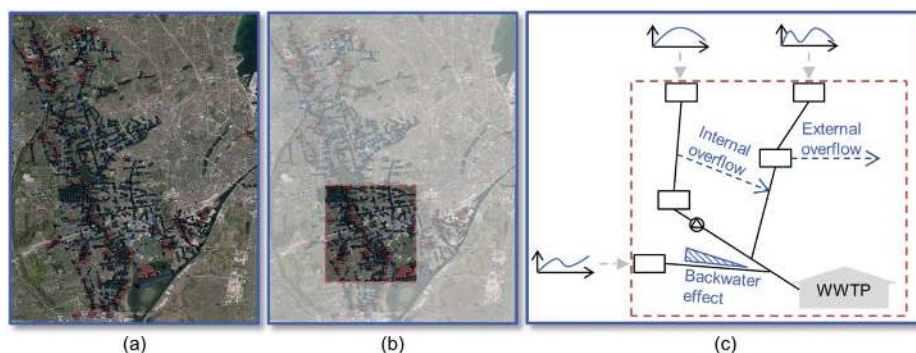 Internal
overflow
External
overflow
Backwater
effect
WWTP
(a)
(b)
(c)